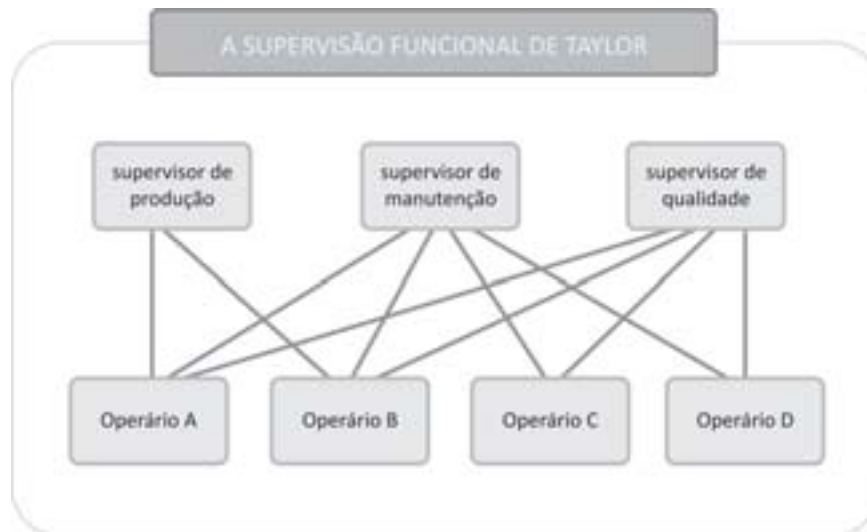 A SUPERVISÃO FUNCIONAL DE TAYLOR
supervisor de
produção
supervisor de
manutenção
supervisor de
qualidade
Operário A
Operário B
Operário C
Operário D